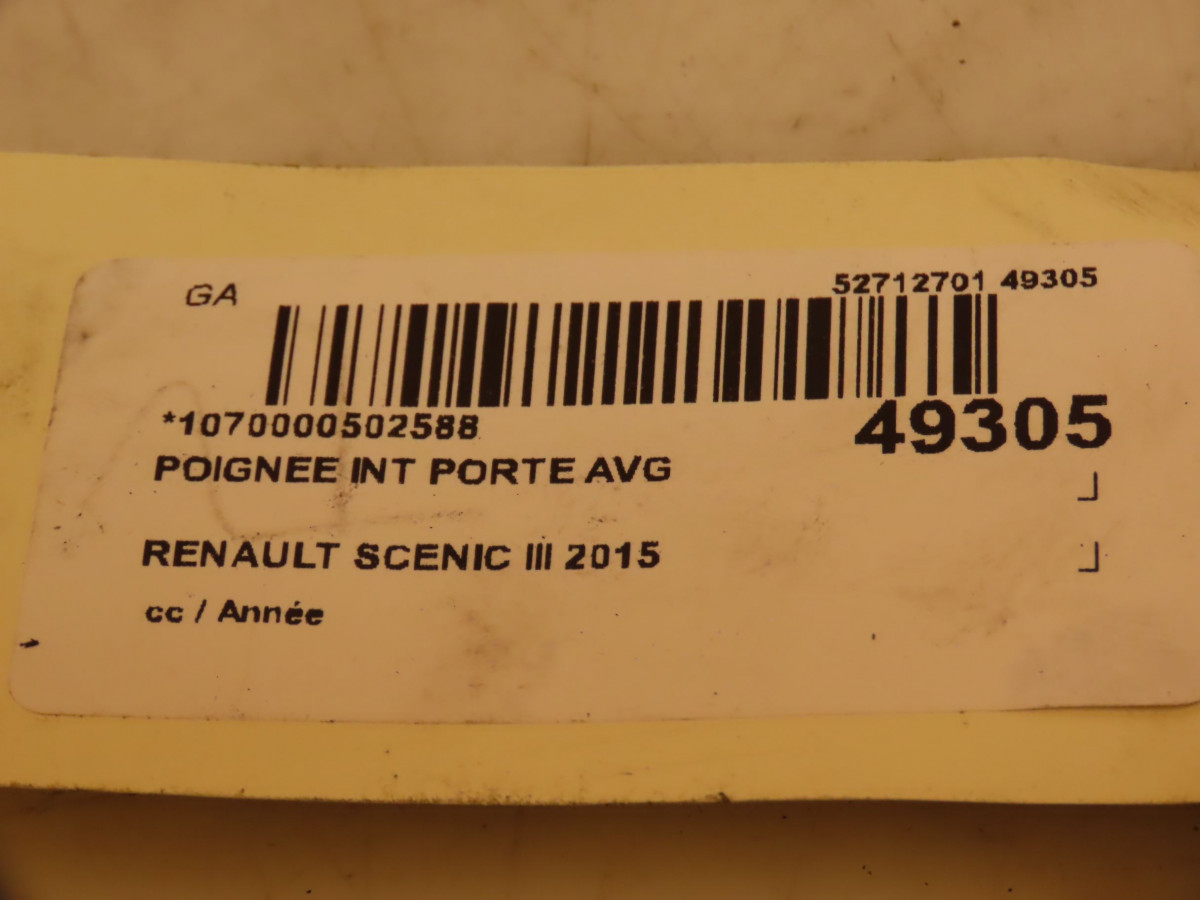 GA
52712701 49305
*1070000502588
49305
POIGNEE INT PORTE AVG
RENAULT SCENIC III 2015
cc / Année